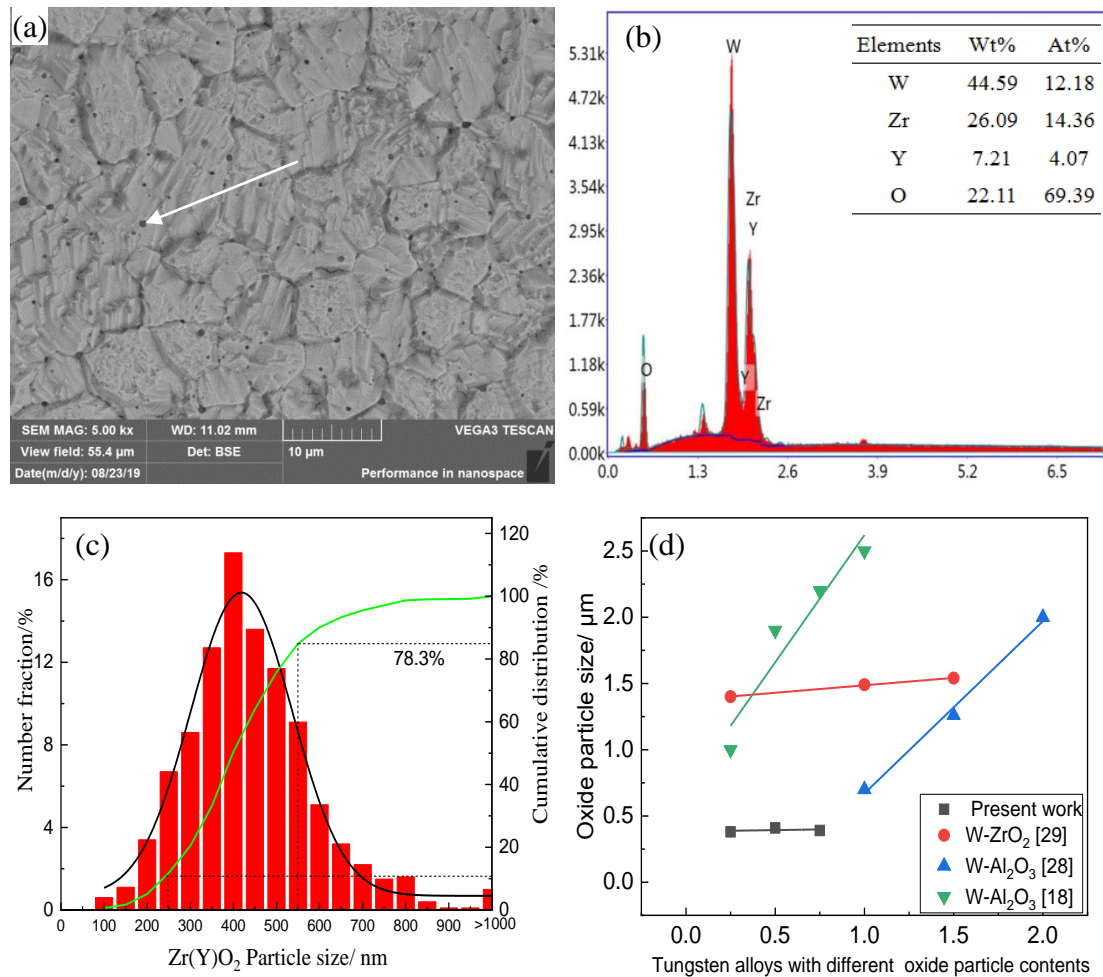 (a)
SEM MAG: 5.00 kx
WD: 11.02 mm
VEGA3 TESCAN
View field: 55.4 µm
Det: BSE
10 µm
Date(m/d/y): 08/23/19
Performance in nanospace
(b)
Elements Wt% At%
W 44.59 12.18
Zr 26.09 14.36
Y 7.21 4.07
O 22.11 69.39
5.31k
4.72k
4.13k
3.54k
2.95k
2.36k
1.77k
1.18k
0.59k
0.00k
W
Zr
Y
O
Y
Zr
0.0 1.3 2.6 3.9 5.2 6.5
(c)
Number fraction/%
16
12
8
4
0
Cumulative distribution /%
120
100
80
60
40
20
0
78.3%
0 100 200 300 400 500 600 700 800 900 >1000
Zr(Y)O₂ Particle size/ nm
(d)
Oxide particle size/ µm
2.5
2.0
1.5
1.0
0.5
0.0
Present work
W-ZrO₂ [29]
W-Al₂O₃ [28]
W-Al₂O₃ [18]
0.0 0.5 1.0 1.5 2.0
Tungsten alloys with different oxide particle contents